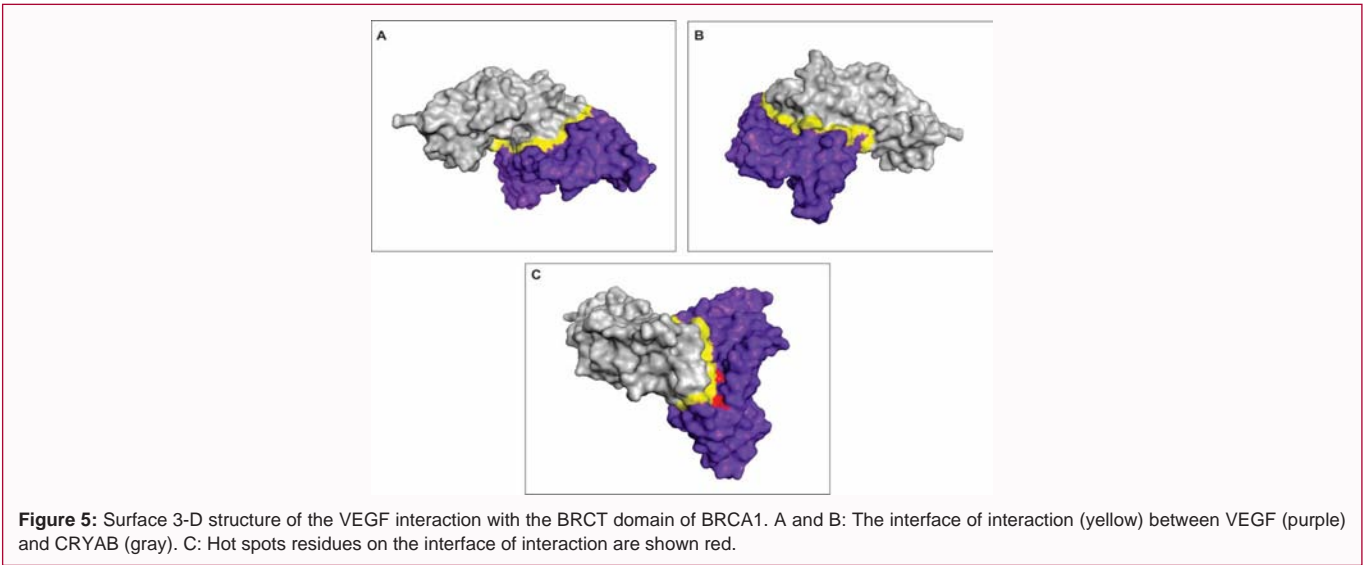 A
B
C
Figure 5: Surface 3-D structure of the VEGF interaction with the BRCT domain of BRCA1. A and B: The interface of interaction (yellow) between VEGF (purple)
and CRYAB (gray). C: Hot spots residues on the interface of interaction are shown red.